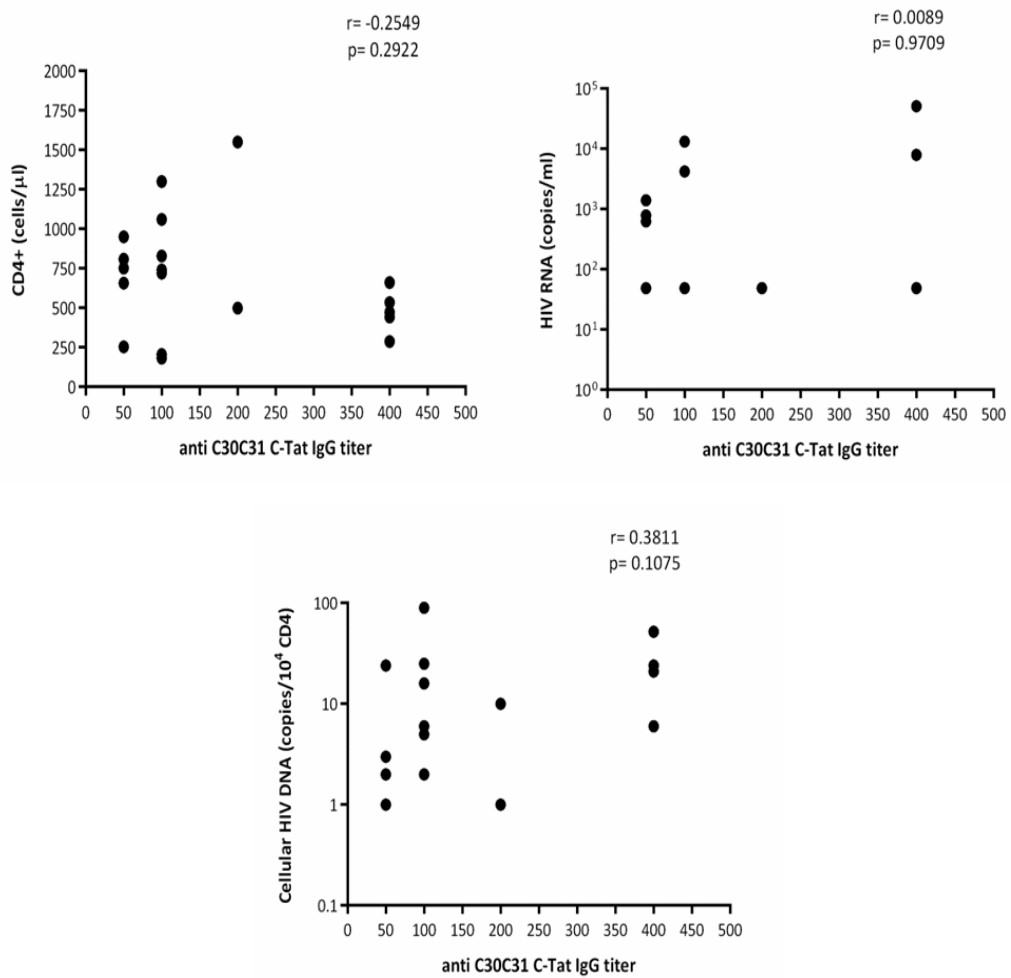 r= -0.2549
p= 0.2922
2000
1750
1500
1250
1000
750
500
250
0
CD4+ (cells/µl)
0 50 100 150 200 250 300 350 400 450 500
anti C30C31 C-Tat IgG titer
r= 0.0089
p= 0.9709
10⁵
10⁴
10³
10²
10¹
10⁰
HIV RNA (copies/ml)
0 50 100 150 200 250 300 350 400 450 500
anti C30C31 C-Tat IgG titer
r= 0.3811
p= 0.1075
100
10
1
0.1
Cellular HIV DNA (copies/10⁴ CD4)
0 50 100 150 200 250 300 350 400 450 500
anti C30C31 C-Tat IgG titer